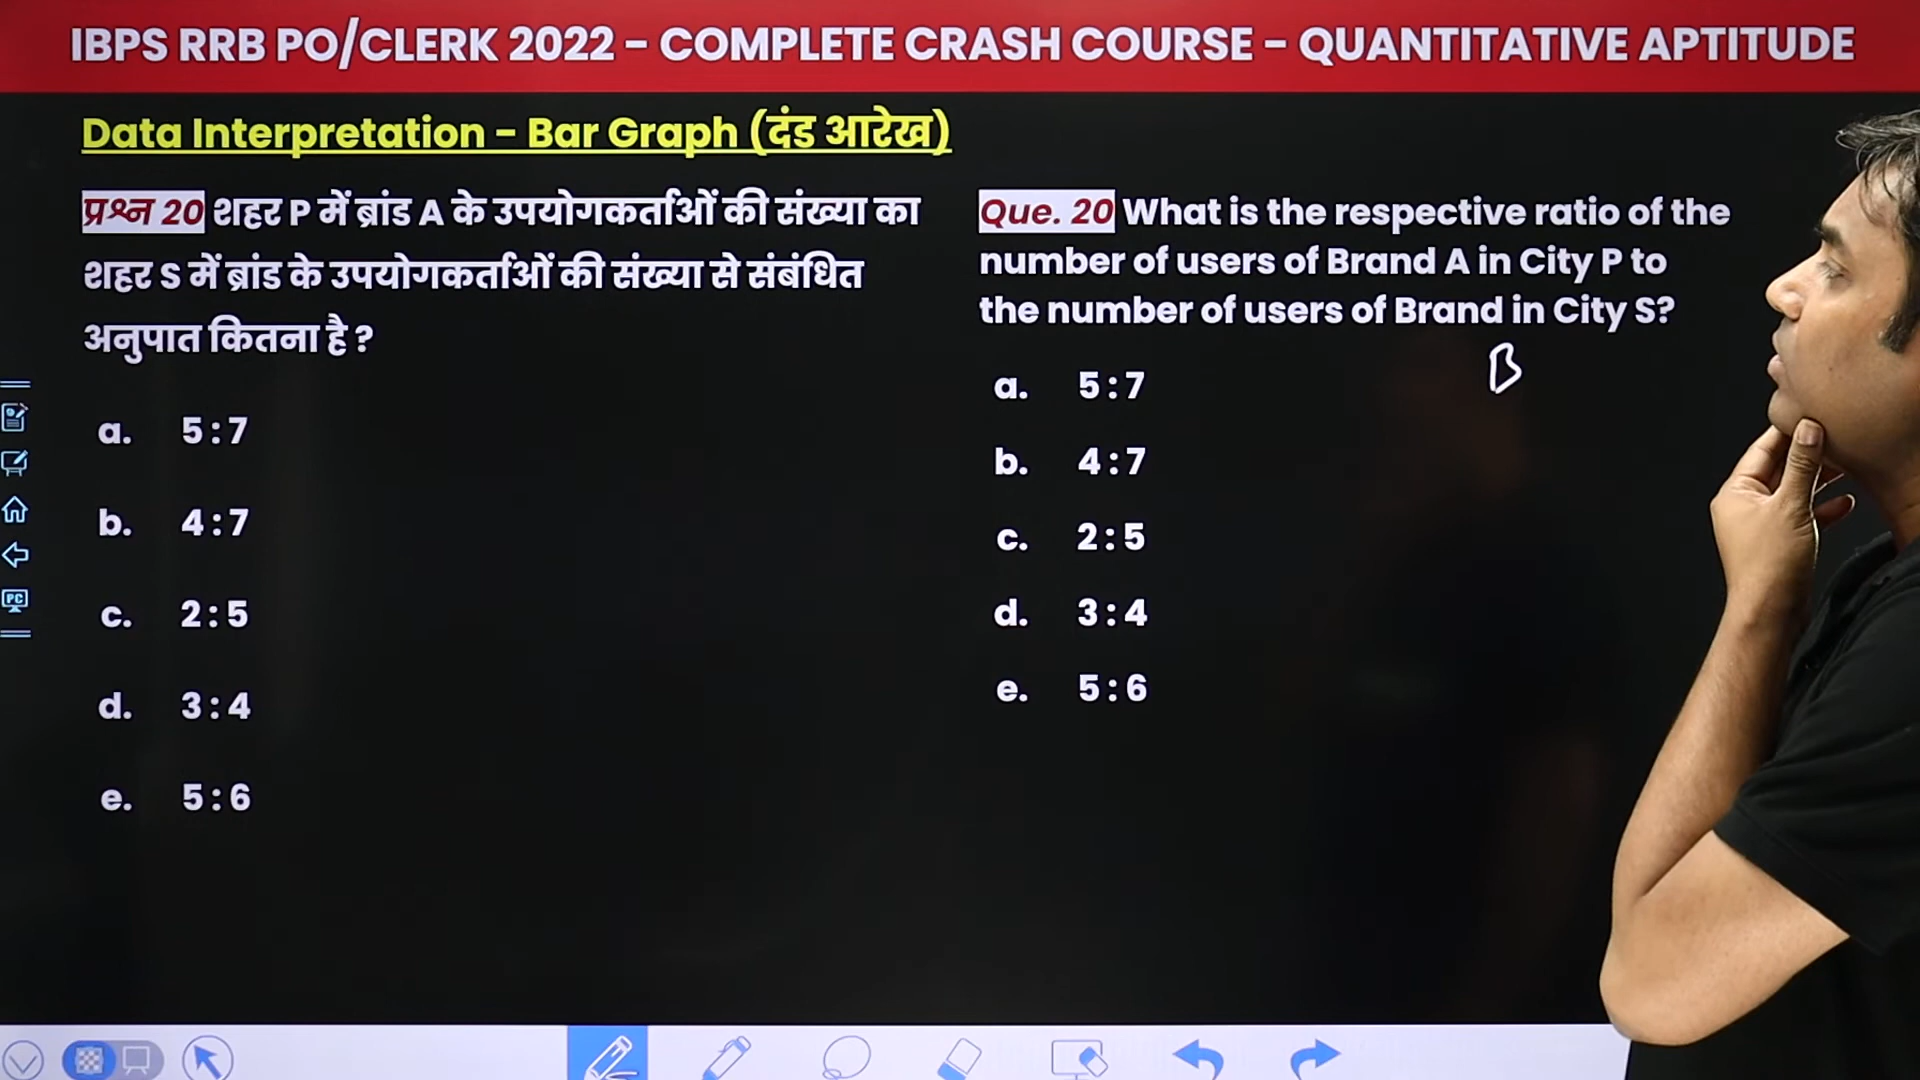 IBPS RRB PO/CLERK 2022 – COMPLETE CRASH COURSE – QUANTITATIVE APTITUDE
Data Interpretation – Bar Graph (दंड आरेख)
प्रश्न 20 शहर P में ब्रांड A के उपयोगकर्ताओं की संख्या का
शहर S में ब्रांड के उपयोगकर्ताओं की संख्या से संबंधित
अनुपात कितना है ?
a. 5 : 7
b. 4 : 7
c. 2 : 5
d. 3 : 4
e. 5 : 6
Que. 20 What is the respective ratio of the
number of users of Brand A in City P to
the number of users of Brand in City S?
B
a. 5 : 7
b. 4 : 7
c. 2 : 5
d. 3 : 4
e. 5 : 6
PC